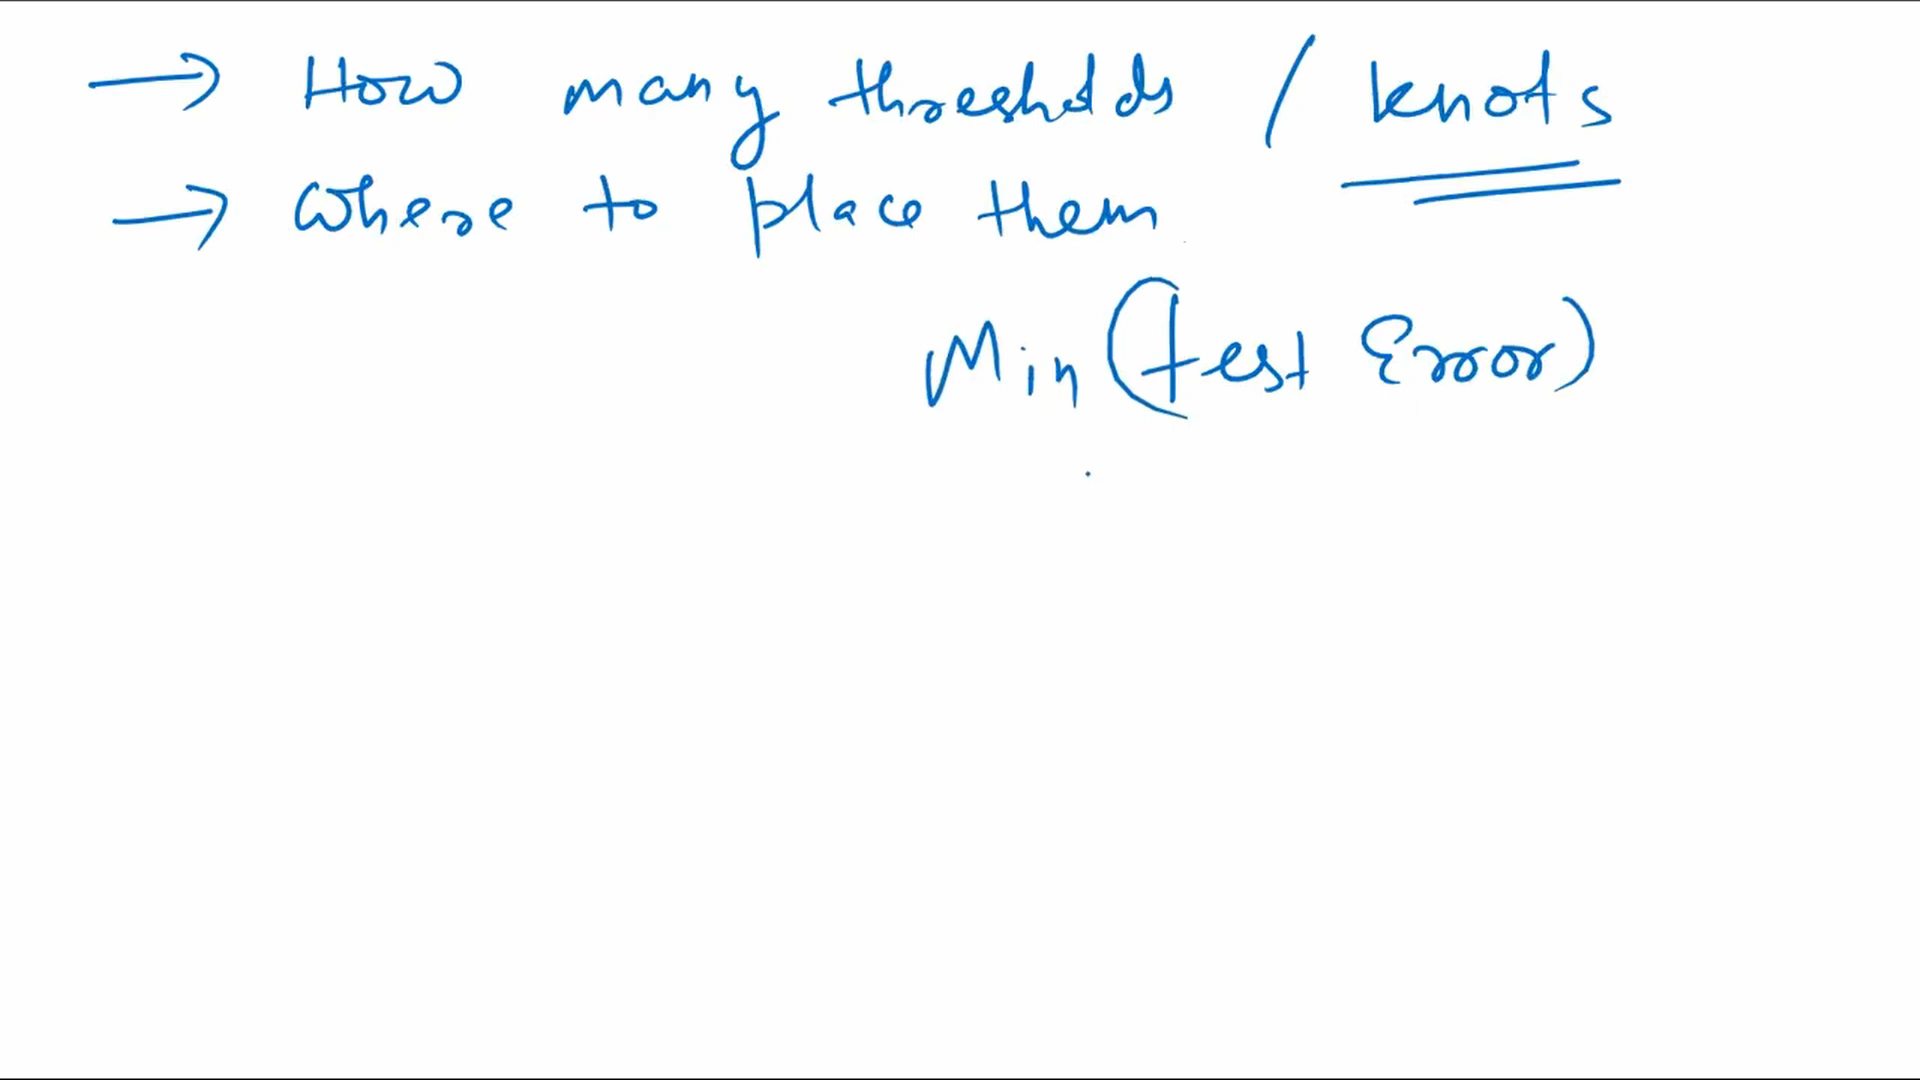 → How many thresholds / knots
→ Where to place them
Min (test Error)